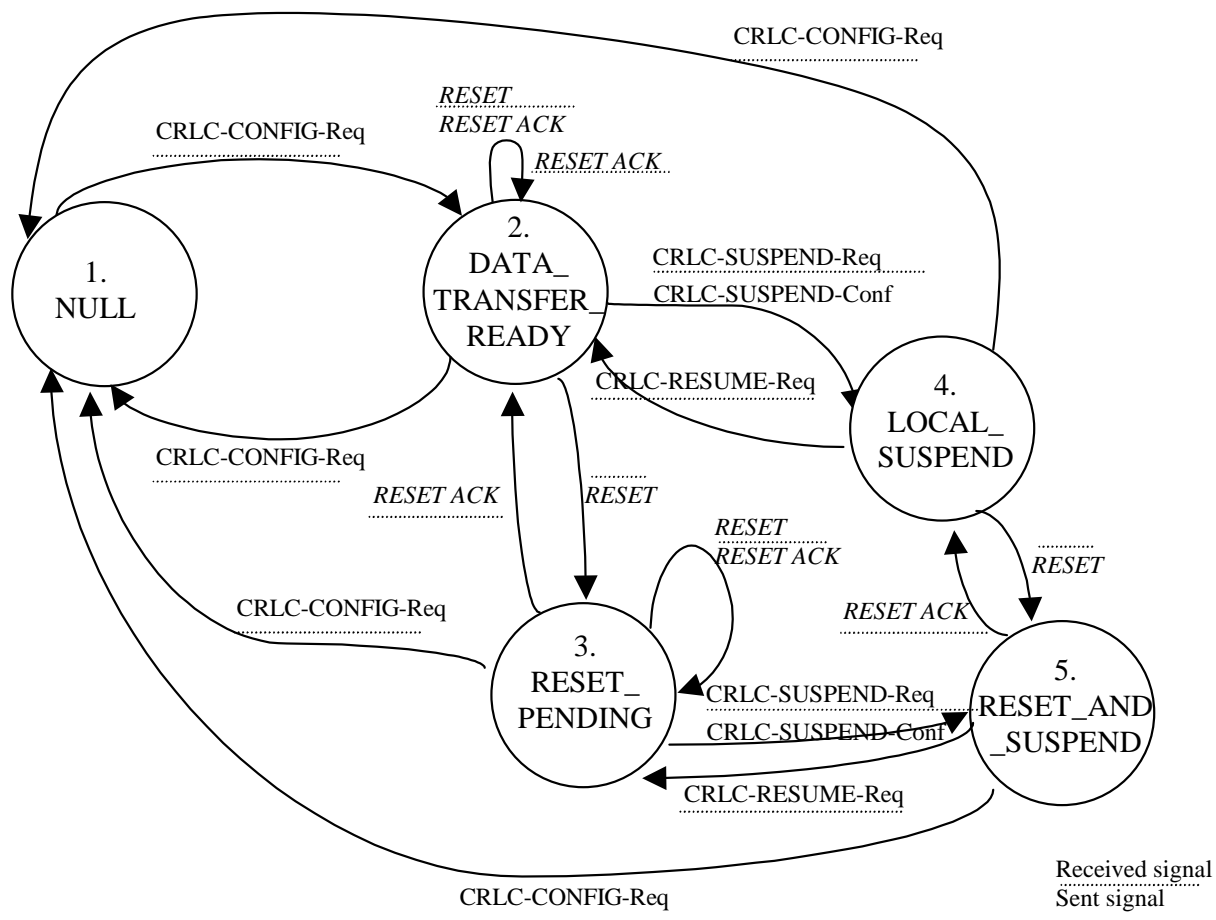 CRLC-CONFIG-Req
RESET
RESET ACK
CRLC-CONFIG-Req
RESET ACK
2.
DATA_
TRANSFER_
READY
1.
NULL
CRLC-SUSPEND-Req
CRLC-SUSPEND-Conf
CRLC-RESUME-Req
4.
LOCAL_
SUSPEND
CRLC-CONFIG-Req
RESET ACK
RESET
RESET
RESET ACK
RESET
CRLC-CONFIG-Req
RESET ACK
3.
RESET_
PENDING
5.
RESET_AND
_SUSPEND
CRLC-SUSPEND-Req
CRLC-SUSPEND-Conf
CRLC-RESUME-Req
CRLC-CONFIG-Req
Received signal
Sent signal